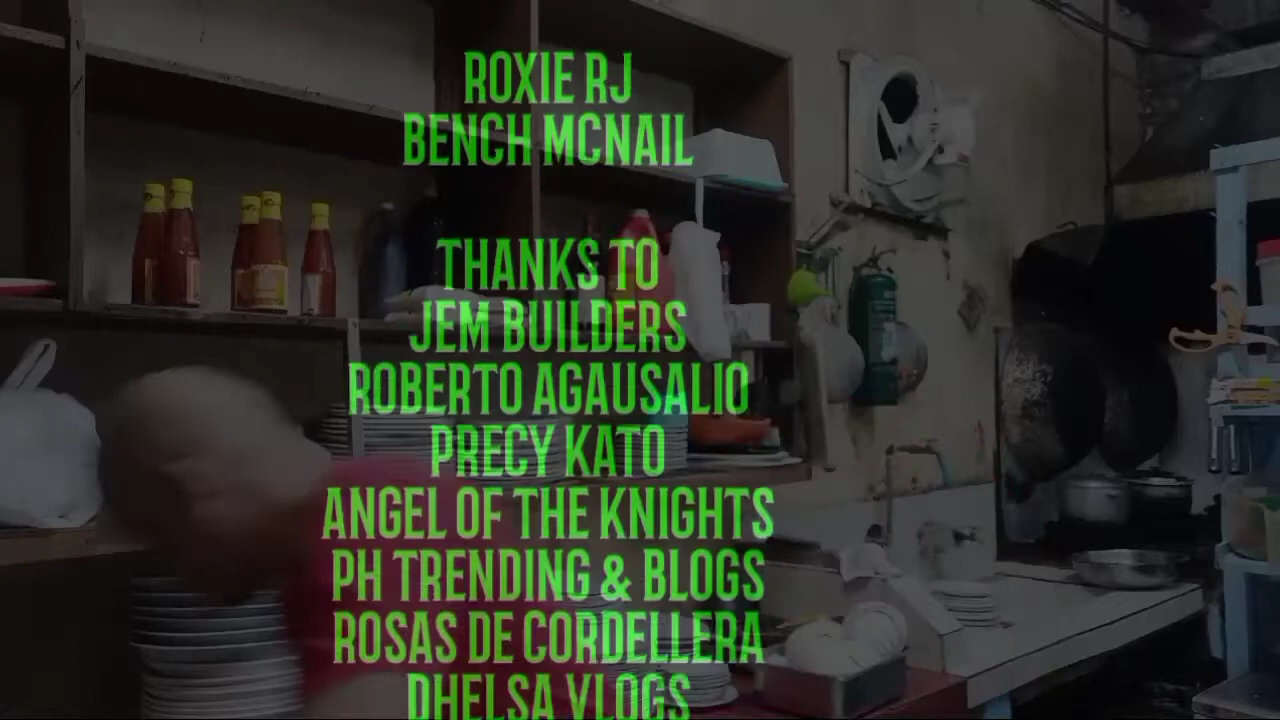 ROXIE RJ
BENCH MCNAIL
THANKS TO
JEM BUILDERS
ROBERTO AGAUSALIO
PRECY KATO
ANGEL OF THE KNIGHTS
PH TRENDING & BLOGS
ROSAS DE CORDELLERA
DHELSA VLOGS